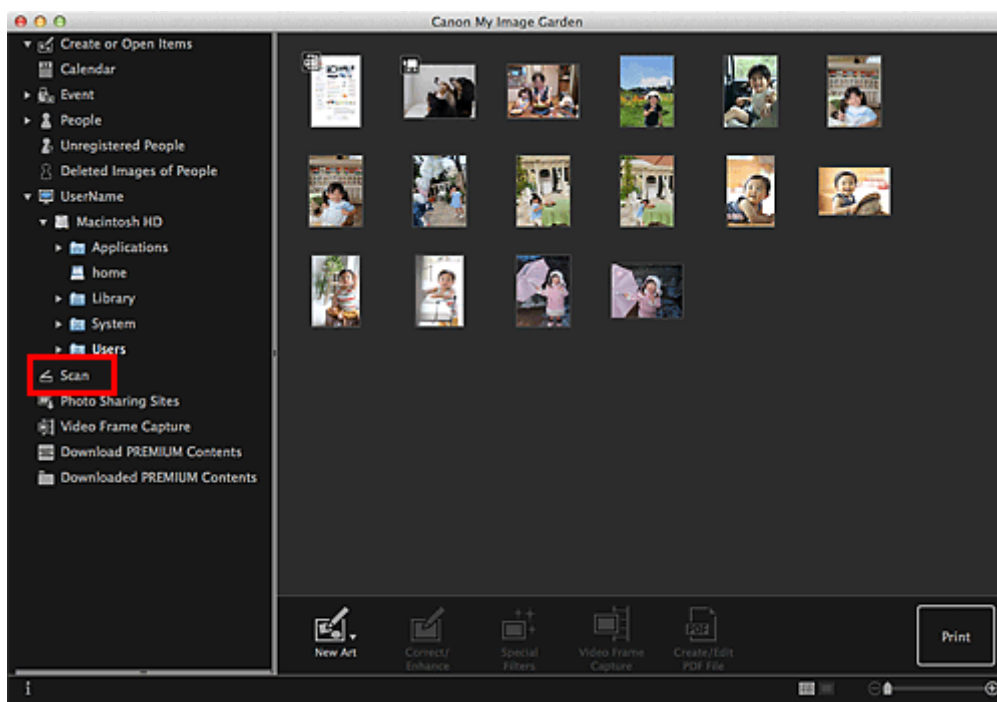 Canon My Image Garden
Create or Open Items
Calendar
Event
People
Unregistered People
Deleted Images of People
UserName
Macintosh HD
Applications
home
Library
System
Users
Scan
Photo Sharing Sites
Video Frame Capture
Download PREMIUM Contents
Downloaded PREMIUM Contents
New Art
Correct/
Enhance
Special
Filters
Video Frame
Capture
PDF
Create/Edit
PDF File
Print